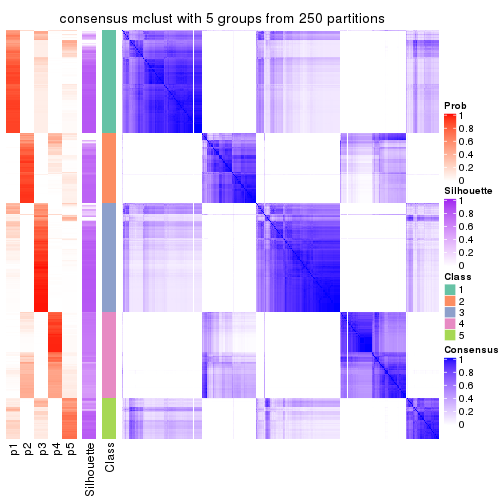 consensus mclust with 5 groups from 250 partitions
Prob
1
0.8
0.6
0.4
0.2
0
Silhouette
1
0.8
0.6
0.4
0.2
0
Class
1
2
3
4
5
Consensus
1
0.8
0.6
0.4
0.2
0
p1
p2
p3
p4
p5
Silhouette
Class